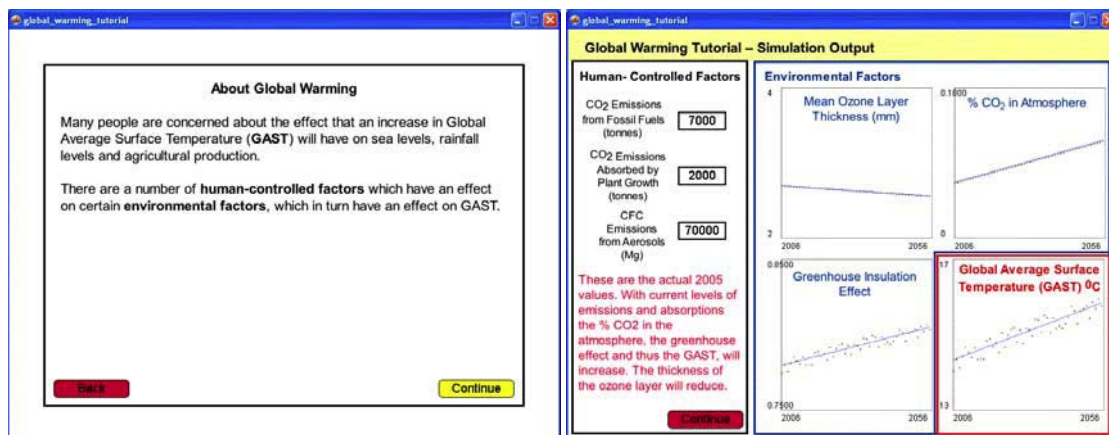 global_warming_tutorial
About Global Warming
Many people are concerned about the effect that an increase in Global
Average Surface Temperature (GAST) will have on sea levels, rainfall
levels and agricultural production.
There are a number of human-controlled factors which have an effect
on certain environmental factors, which in turn have an effect on GAST.
Back
Continue
global_warming_tutorial
Global Warming Tutorial – Simulation Output
Human- Controlled Factors
CO2 Emissions
from Fossil Fuels
(tonnes)
7000
CO2 Emissions
Absorbed by
Plant Growth
(tonnes)
2000
CFC
Emissions
from Aerosols
(Mg)
70000
These are the actual 2005
values. With current levels of
emissions and absorptions
the % CO2 in the
atmosphere, the greenhouse
effect and thus the GAST, will
increase. The thickness of
the ozone layer will reduce.
Continue
Environmental Factors
4
Mean Ozone Layer
Thickness (mm)
2
2006 2056
0.1000
% CO2 in Atmosphere
0
2006 2056
0.8500
Greenhouse Insulation
Effect
0.7500
2006 2056
17
Global Average Surface
Temperature (GAST) ⁰C
13
2006 2056